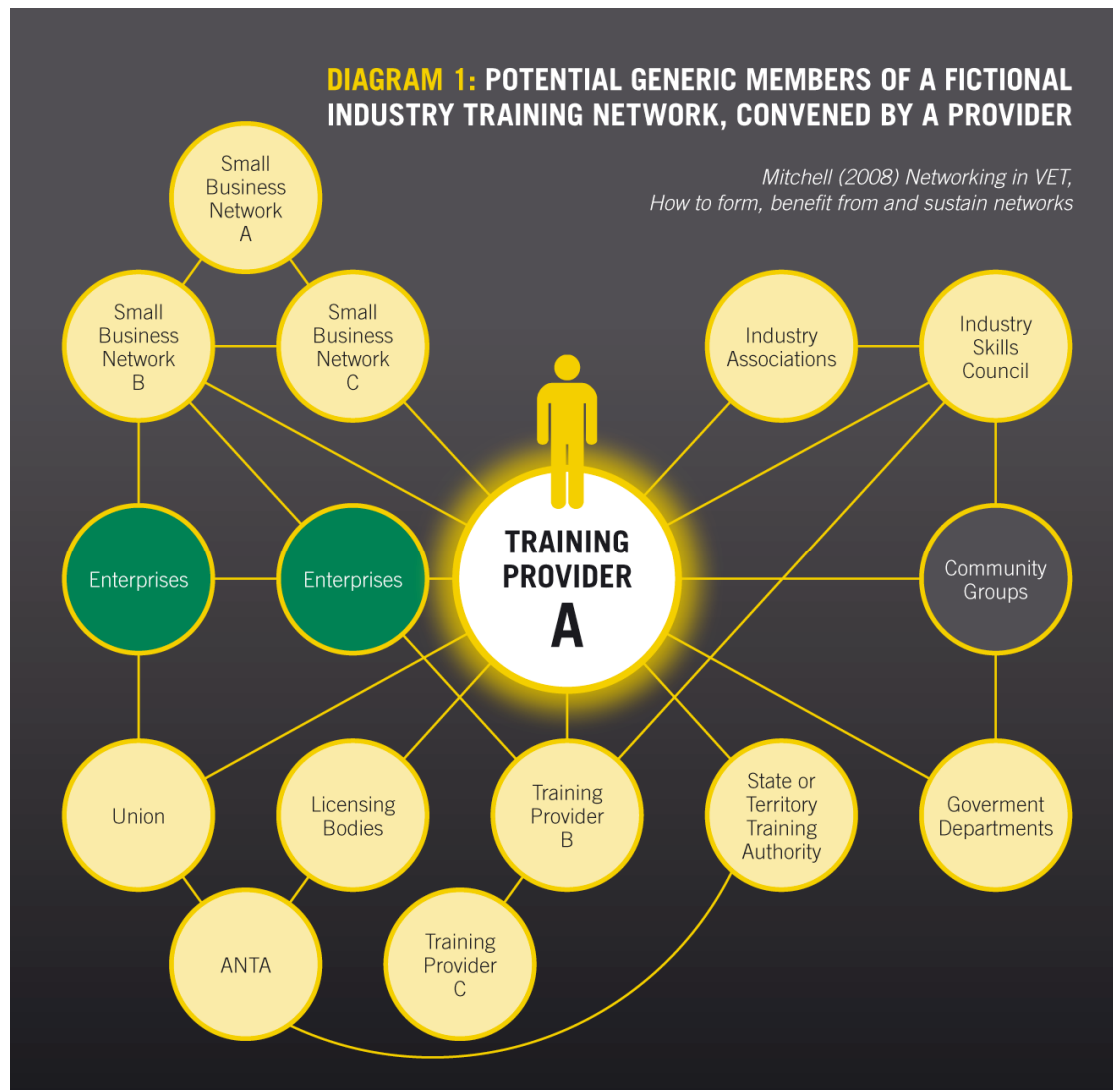 DIAGRAM 1: POTENTIAL GENERIC MEMBERS OF A FICTIONAL
INDUSTRY TRAINING NETWORK, CONVENED BY A PROVIDER
Mitchell (2008) Networking in VET,
How to form, benefit from and sustain networks
Small
Business
Network
A
Small
Business
Network
B
Small
Business
Network
C
Industry
Associations
Industry
Skills
Council
Enterprises
Enterprises
TRAINING
PROVIDER
A
Community
Groups
Union
Licensing
Bodies
Training
Provider
B
State or
Territory
Training
Authority
Goverment
Departments
ANTA
Training
Provider
C